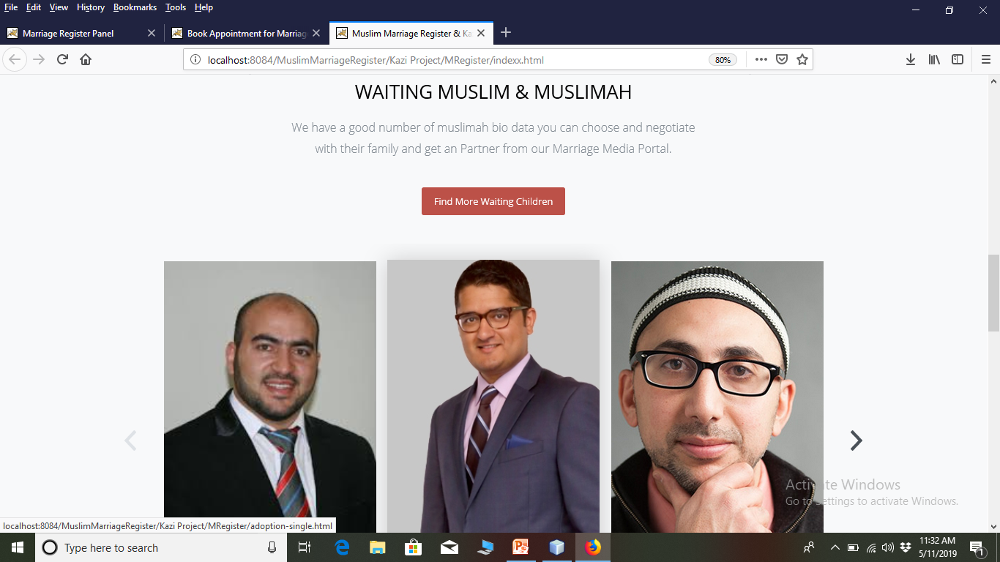 File Edit View History Bookmarks Tools Help
Marriage Register Panel
Book Appointment for Marriag
Muslim Marriage Register & Ka
localhost:8084/MuslimMarriageRegister/Kazi Project/MRegister/indexx.html
80%
WAITING MUSLIM & MUSLIMAH
We have a good number of muslimah bio data you can choose and negotiate
with their family and get an Partner from our Marriage Media Portal.
Find More Waiting Children
Activate Windows
Go to Settings to activate Windows.
localhost:8084/MuslimMarriageRegister/Kazi Project/MRegister/adoption-single.html
Type here to search
11:32 AM
5/11/2019
1